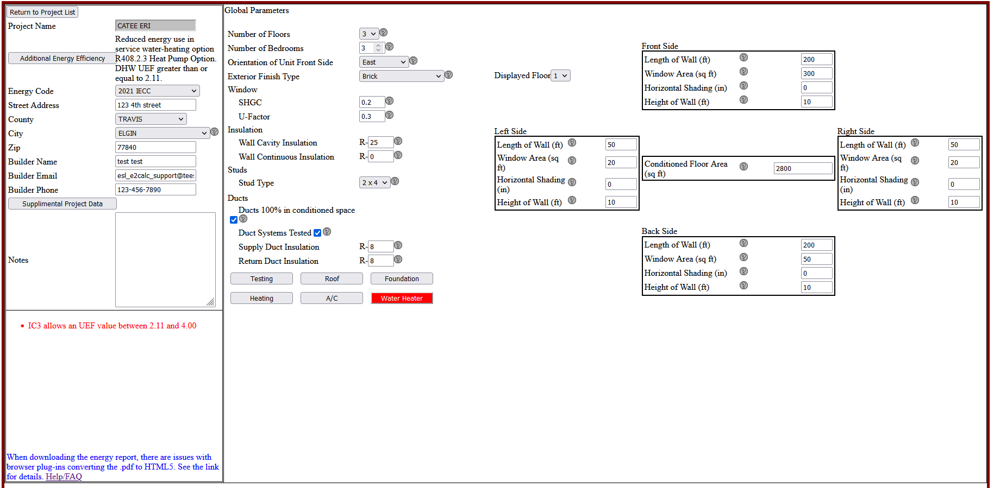 Return to Project List
Project Name
CATEE ERI
Additional Energy Efficiency
Reduced energy use in
service water-heating option
R408.2.3 Heat Pump Option.
DHW UEF greater than or
equal to 2.11.
Energy Code
2021 IECC
Street Address
123 4th street
County
TRAVIS
City
ELGIN
Zip
77840
Builder Name
test test
Builder Email
esl_e2calc_support@tees
Builder Phone
123-456-7890
Supplimental Project Data
Notes
• IC3 allows an UEF value between 2.11 and 4.00
When downloading the energy report, there are issues with
browser plug-ins converting the .pdf to HTML5. See the link
for details. Help/FAQ
Global Parameters
Number of Floors
3
Number of Bedrooms
3
Orientation of Unit Front Side
East
Exterior Finish Type
Brick
Window
SHGC
0.2
U-Factor
0.3
Insulation
Wall Cavity Insulation
R-25
Wall Continuous Insulation
R-0
Studs
Stud Type
2 x 4
Ducts
Ducts 100% in conditioned space
Duct Systems Tested
Supply Duct Insulation
R-8
Return Duct Insulation
R-8
Testing
Roof
Foundation
Heating
A/C
Water Heater
Displayed Floor 1
Front Side
Length of Wall (ft)
200
Window Area (sq ft)
300
Horizontal Shading (in)
0
Height of Wall (ft)
10
Left Side
Length of Wall (ft)
50
Window Area (sq
ft)
20
Horizontal Shading
(in)
0
Height of Wall (ft)
10
Conditioned Floor Area
(sq ft)
2800
Right Side
Length of Wall (ft)
50
Window Area (sq
ft)
20
Horizontal Shading
(in)
0
Height of Wall (ft)
10
Back Side
Length of Wall (ft)
200
Window Area (sq ft)
50
Horizontal Shading (in)
0
Height of Wall (ft)
10